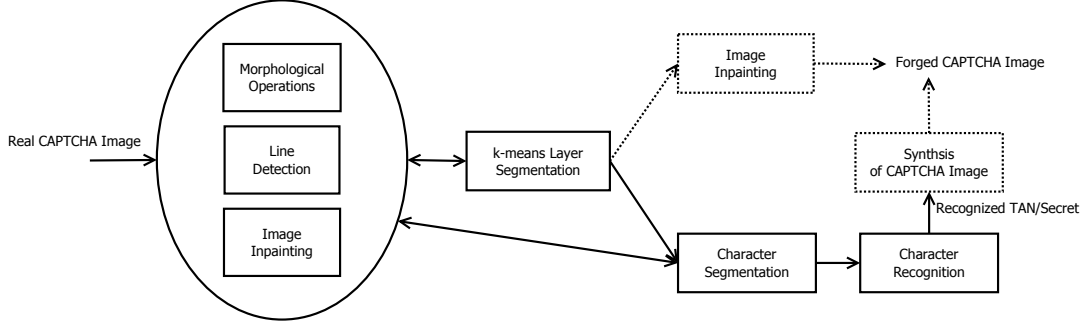 Real CAPTCHA Image
Morphological
Operations
Line
Detection
Image
Inpainting
k-means Layer
Segmentation
Image
Inpainting
Forged CAPTCHA Image
Synthsis
of CAPTCHA Image
Recognized TAN/Secret
Character
Segmentation
Character
Recognition